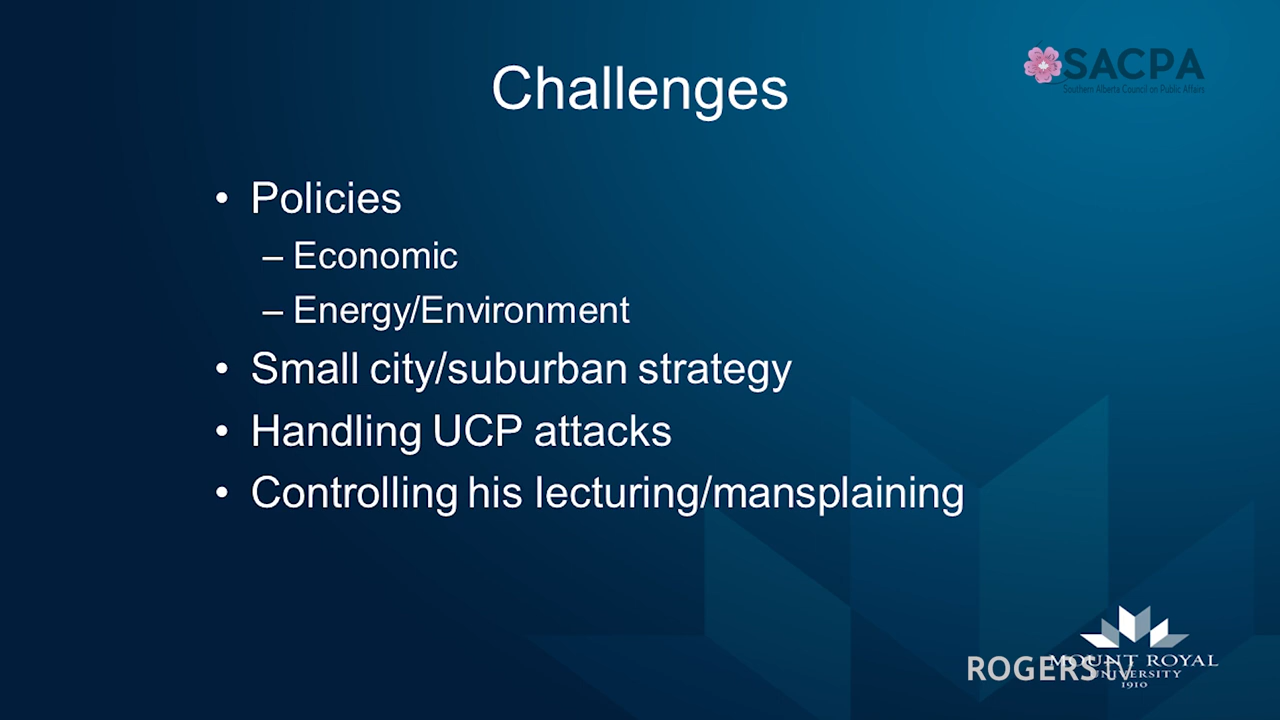 Challenges
SACPA
Southern Alberta Council on Public Affairs
• Policies
– Economic
– Energy/Environment
• Small city/suburban strategy
• Handling UCP attacks
• Controlling his lecturing/mansplaining
MOUNT ROYAL
UNIVERSITY
1910
ROGERS tv